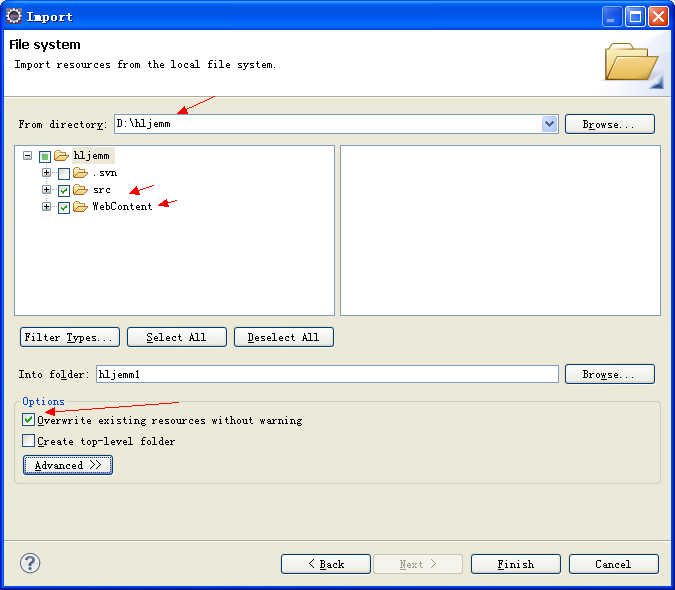 Import
File system
Import resources from the local file system.
From directory: D:\hljemm Browse...
hljemm
.svn
src
WebContent
Filter Types... Select All Deselect All
Into folder: hljemm1 Browse...
Options
Overwrite existing resources without warning
Create top-level folder
Advanced >>
? < Back Next > Finish Cancel